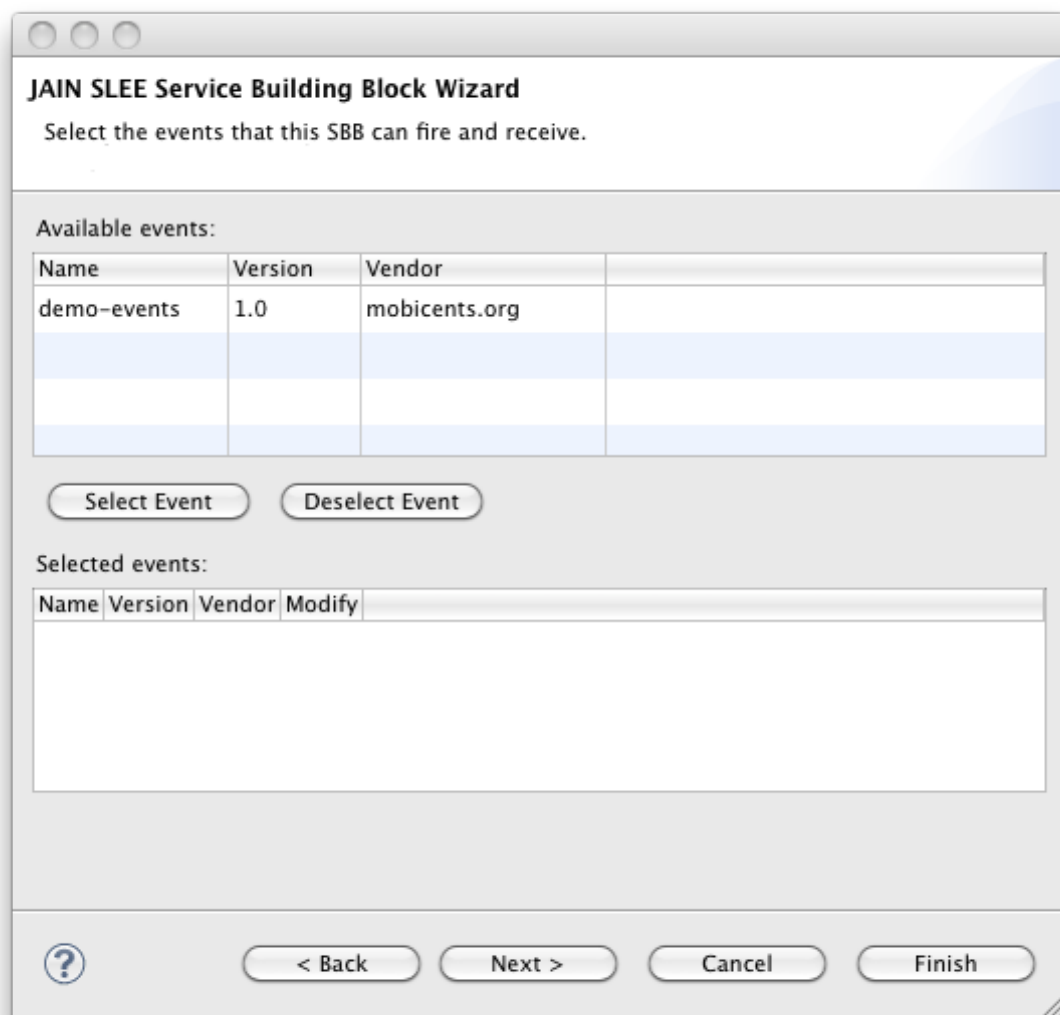 JAIN SLEE Service Building Block Wizard
Select the events that this SBB can fire and receive.
Available events:
Name Version Vendor
demo-events 1.0 mobicents.org
Select Event Deselect Event
Selected events:
Name Version Vendor Modify
? < Back Next > Cancel Finish